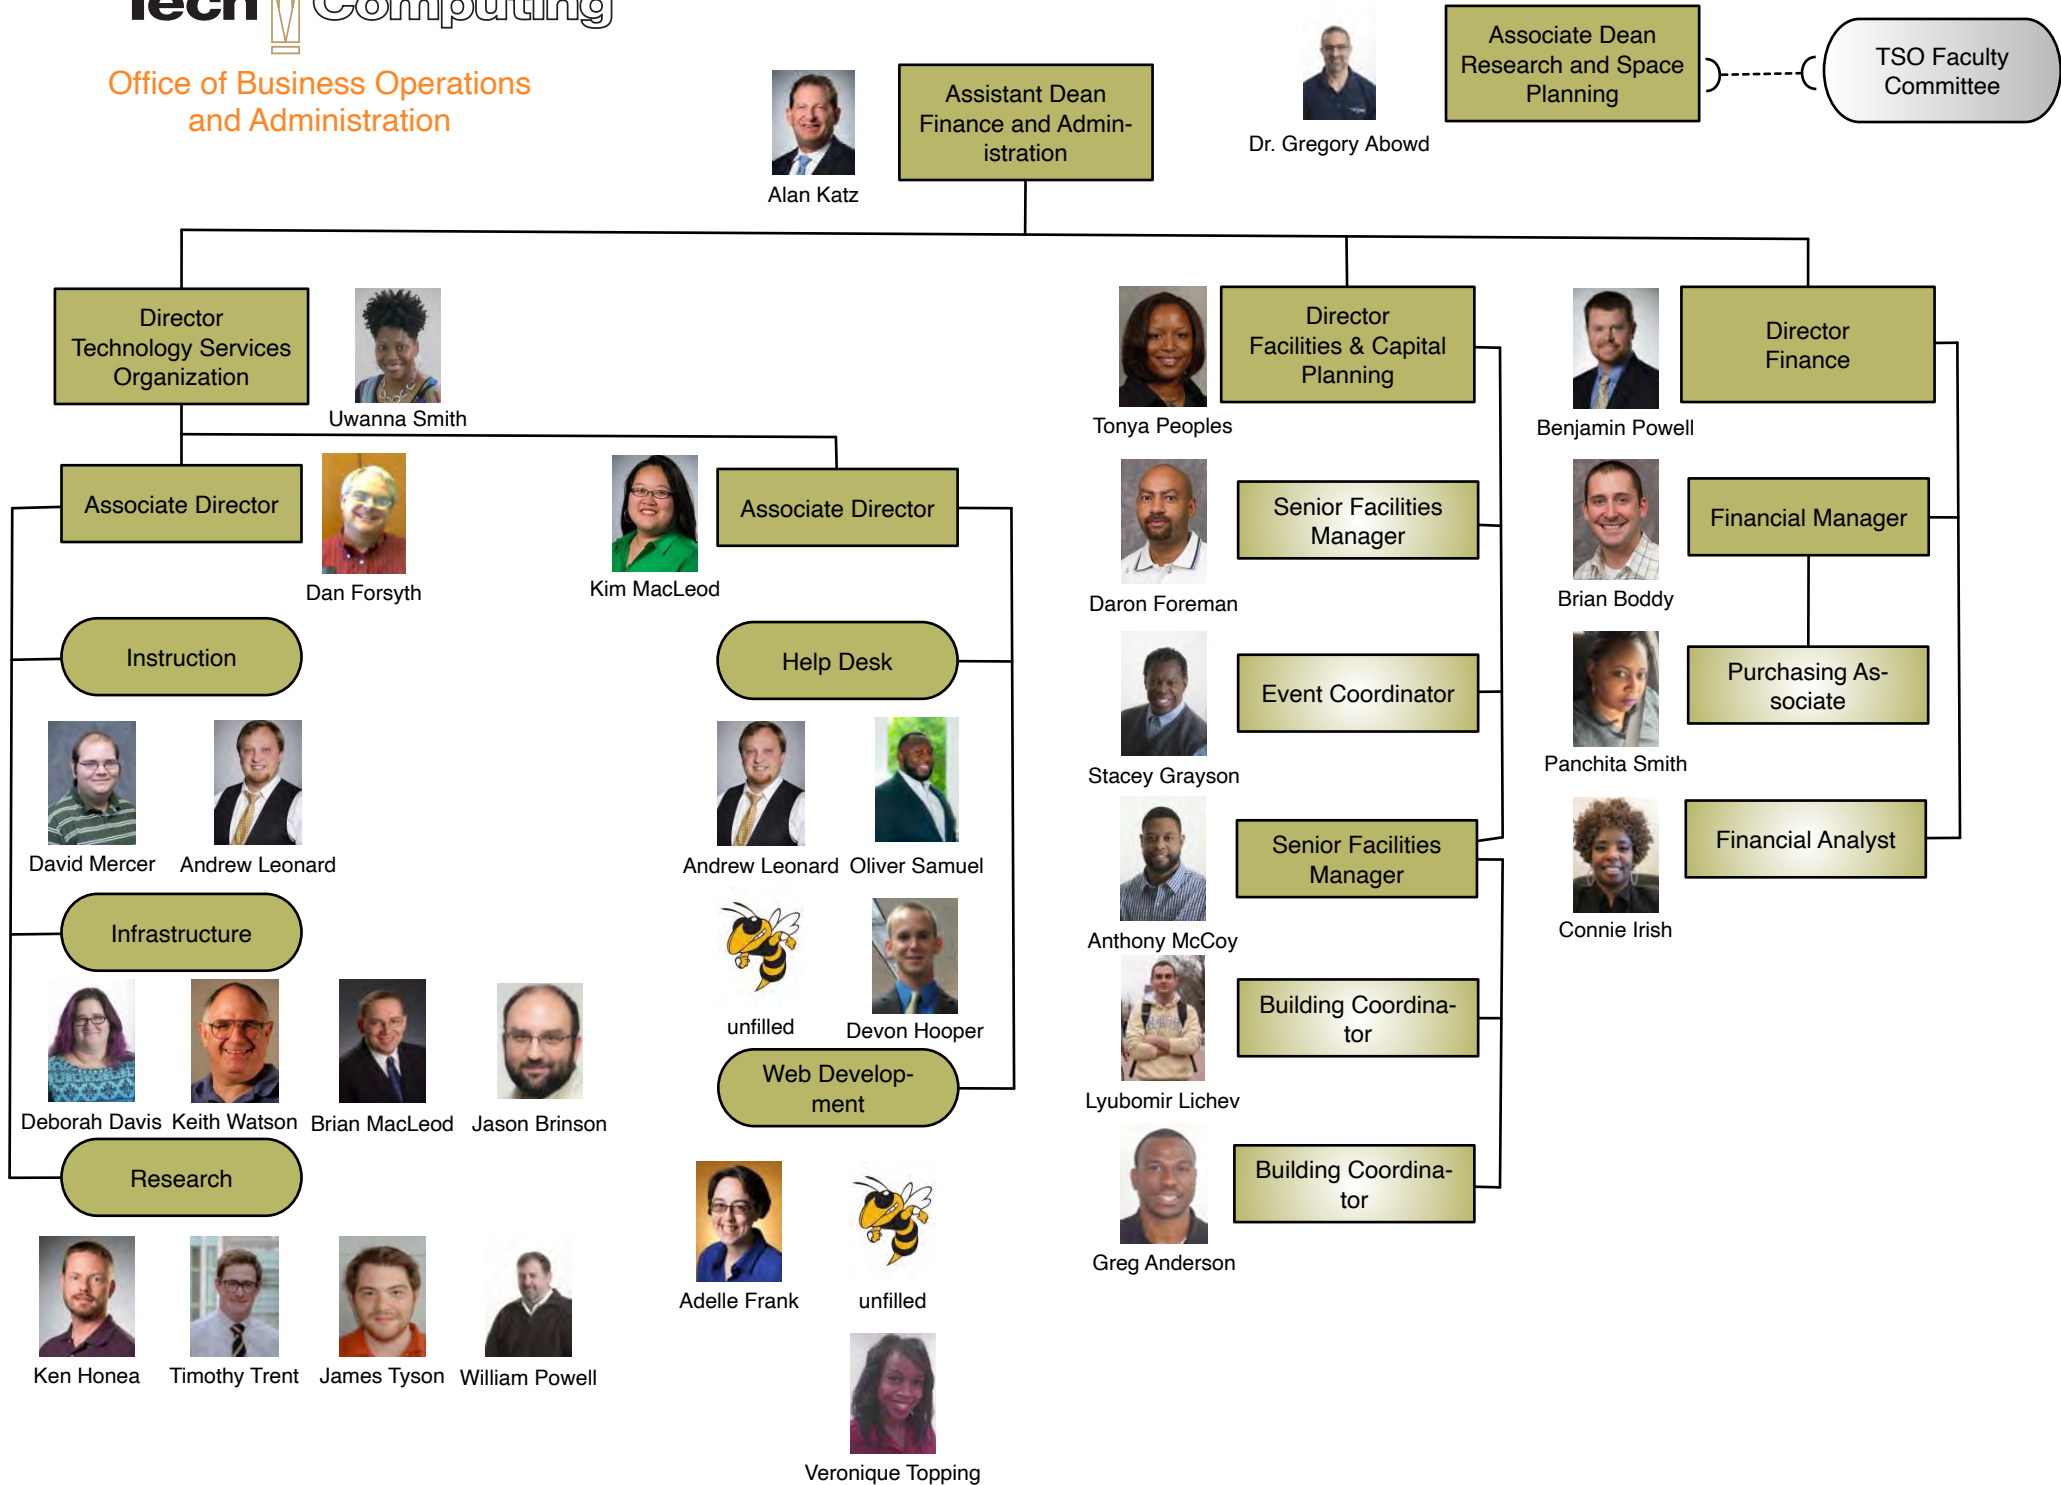 Tech Computing
Office of Business Operations
and Administration
Alan Katz
Assistant Dean
Finance and Admin-
istration
Dr. Gregory Abowd
Associate Dean
Research and Space
Planning
TSO Faculty
Committee
Director
Technology Services
Organization
Uwanna Smith
Associate Director
Dan Forsyth
Kim MacLeod
Associate Director
Instruction
David Mercer
Andrew Leonard
Infrastructure
Deborah Davis
Keith Watson
Brian MacLeod
Jason Brinson
Research
Ken Honea
Timothy Trent
James Tyson
William Powell
Help Desk
Andrew Leonard
Oliver Samuel
unfilled
Devon Hooper
Web Develop-
ment
Adelle Frank
unfilled
Veronique Topping
Tonya Peoples
Director
Facilities & Capital
Planning
Daron Foreman
Senior Facilities
Manager
Stacey Grayson
Event Coordinator
Anthony McCoy
Senior Facilities
Manager
Lyubomir Lichev
Building Coordina-
tor
Greg Anderson
Building Coordina-
tor
Benjamin Powell
Director
Finance
Brian Boddy
Financial Manager
Panchita Smith
Purchasing As-
sociate
Connie Irish
Financial Analyst